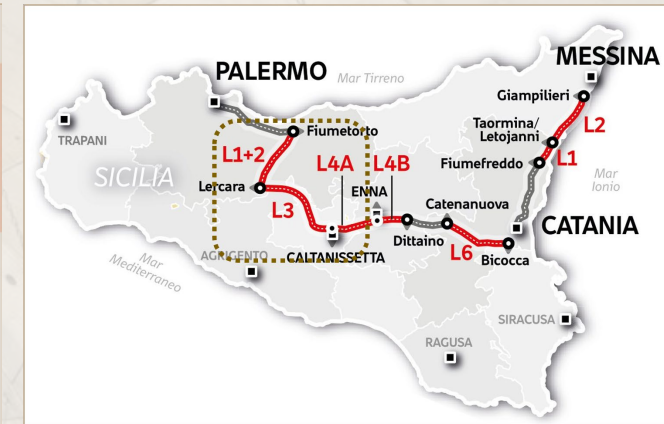 MESSINA
PALERMO
Mar Tirreno
Giampilieri
TRAPANI
Fiumetorto
Taormina/
Letojanni
L2
L1+2
L4A
L4B
Fiumefreddo
L1
SICILIA
Lercara
ENNA
Mar
Ionio
L3
Catenanuova
CATANIA
Dittaino
L6
Bicocca
AGRIGENTO
CALTANISSETTA
Mar
Mediterraneo
SIRACUSA
RAGUSA